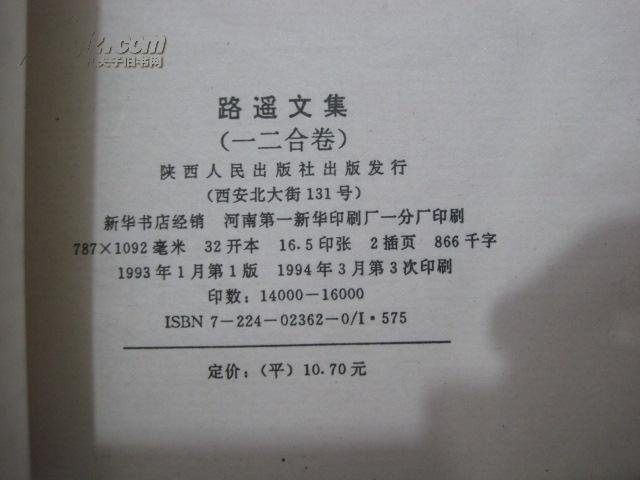 路遥文集
(一二合卷)
陕西人民出版社出版发行
(西安北大街131号)
新华书店经销 河南第一新华印刷厂一分厂印刷
787×1092毫米 32开本 16.5印张 2插页 866千字
1993年1月第1版 1994年3月第3次印刷
印数：14000—16000
ISBN 7—224—02362—0/I·575
定价：(平) 10.70元